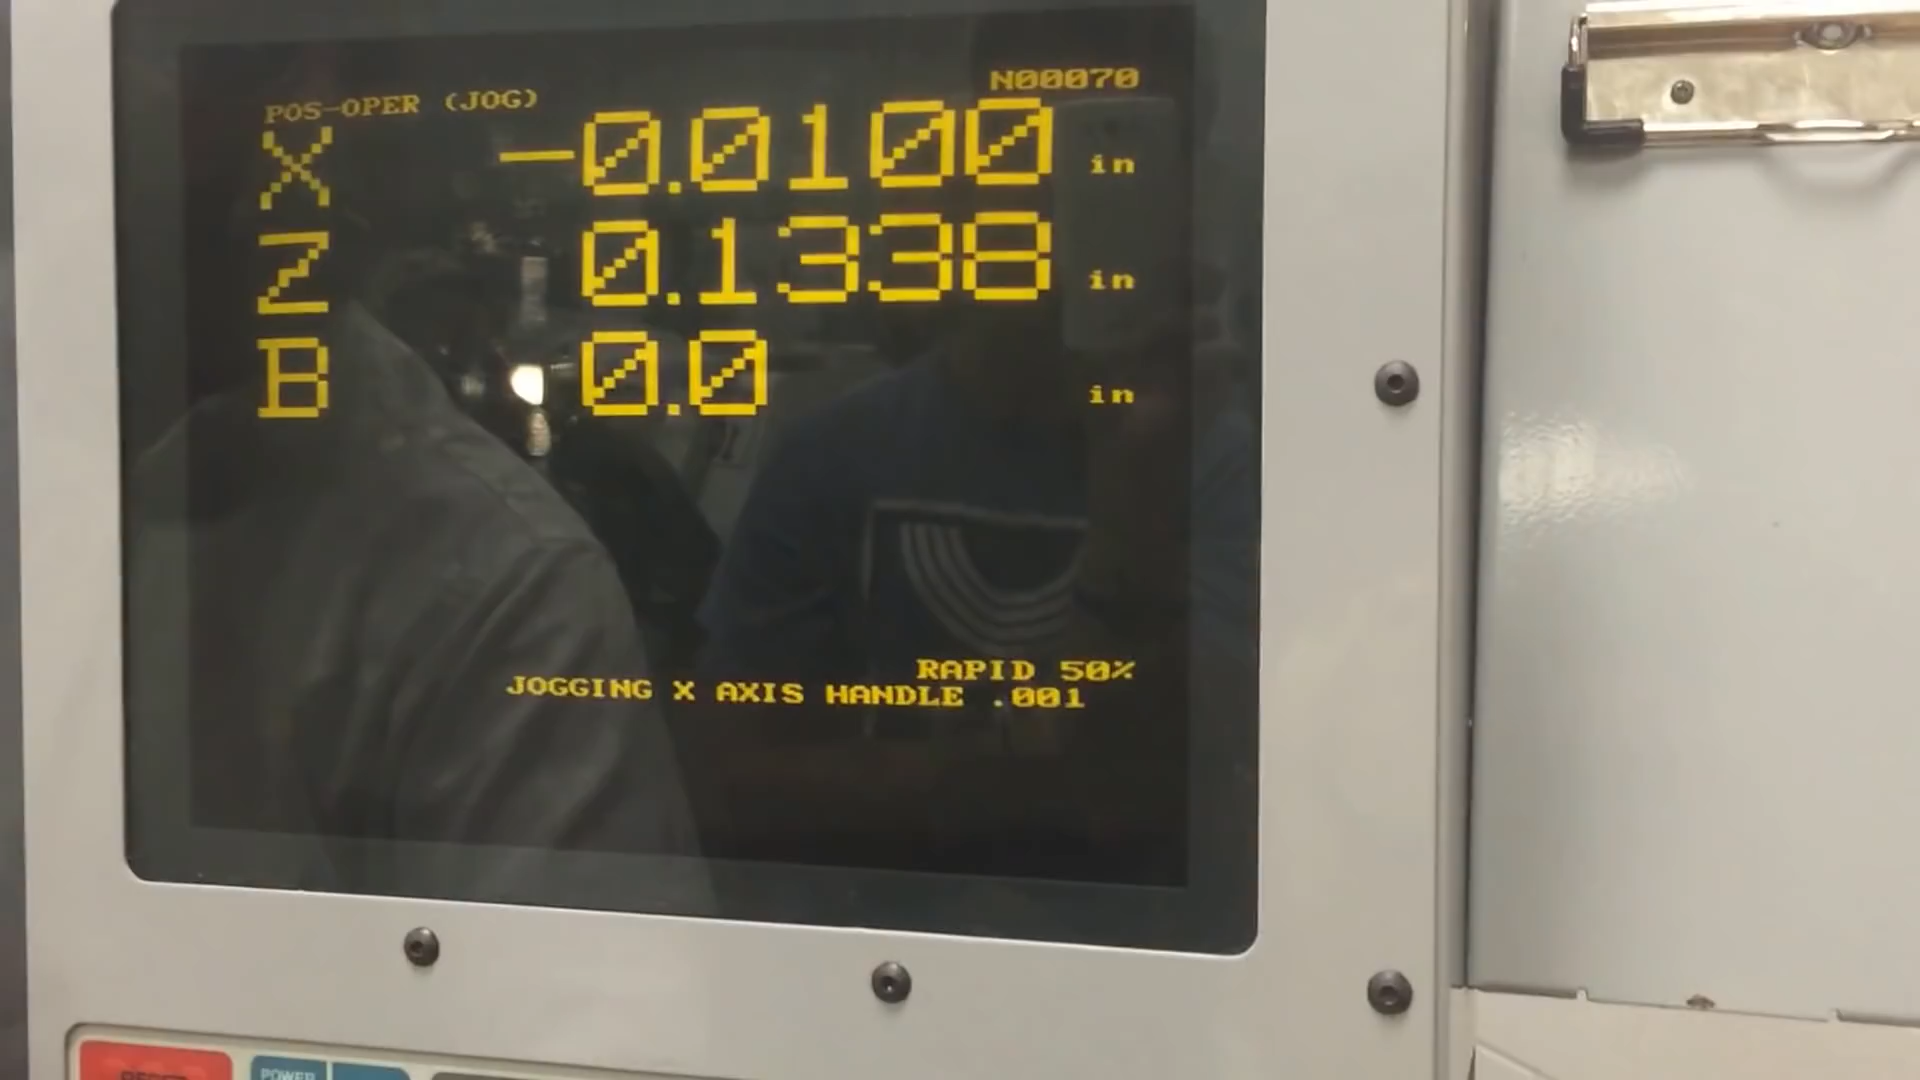 POS-OPER (JOG) N00070
X -0.0100 in
Z 0.1338 in
B 0.0 in
RAPID 50%
JOGGING X AXIS HANDLE .001
POWER